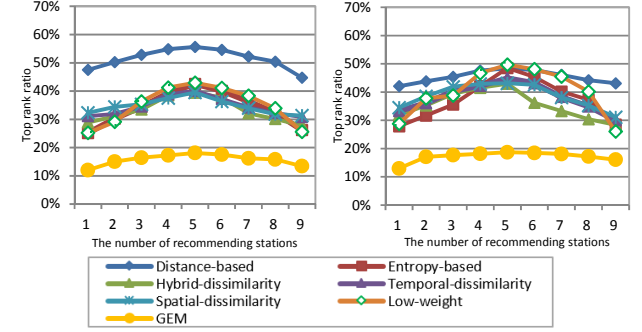 70%
60%
50%
40%
30%
20%
10%
0%
Top rank ratio
1 2 3 4 5 6 7 8 9
The number of recommending stations
70%
60%
50%
40%
30%
20%
10%
0%
Top rank ratio
1 2 3 4 5 6 7 8 9
The number of recommending stations
Distance-based Entropy-based
Hybrid-dissimilarity Temporal-dissimilarity
Spatial-dissimilarity Low-weight
GEM